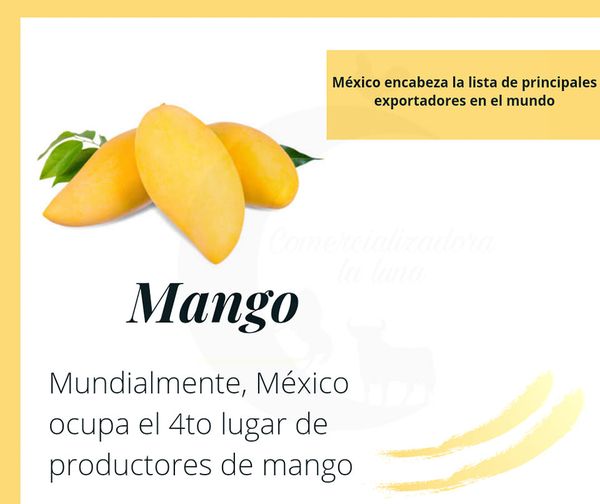 México encabeza la lista de principales
exportadores en el mundo
Comercializadora
la luna
Mango
Mundialmente, México
ocupa el 4to lugar de
productores de mango